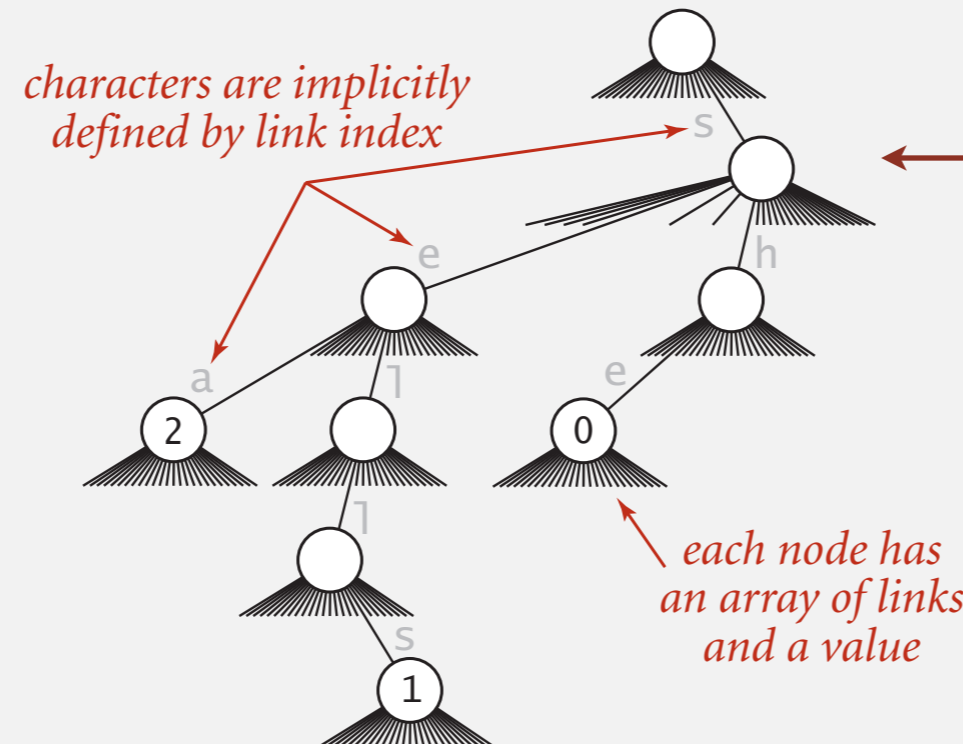 characters are implicitly
defined by link index
s
e
h
a
l
e
2
0
l
each node has
an array of links
and a value
s
1